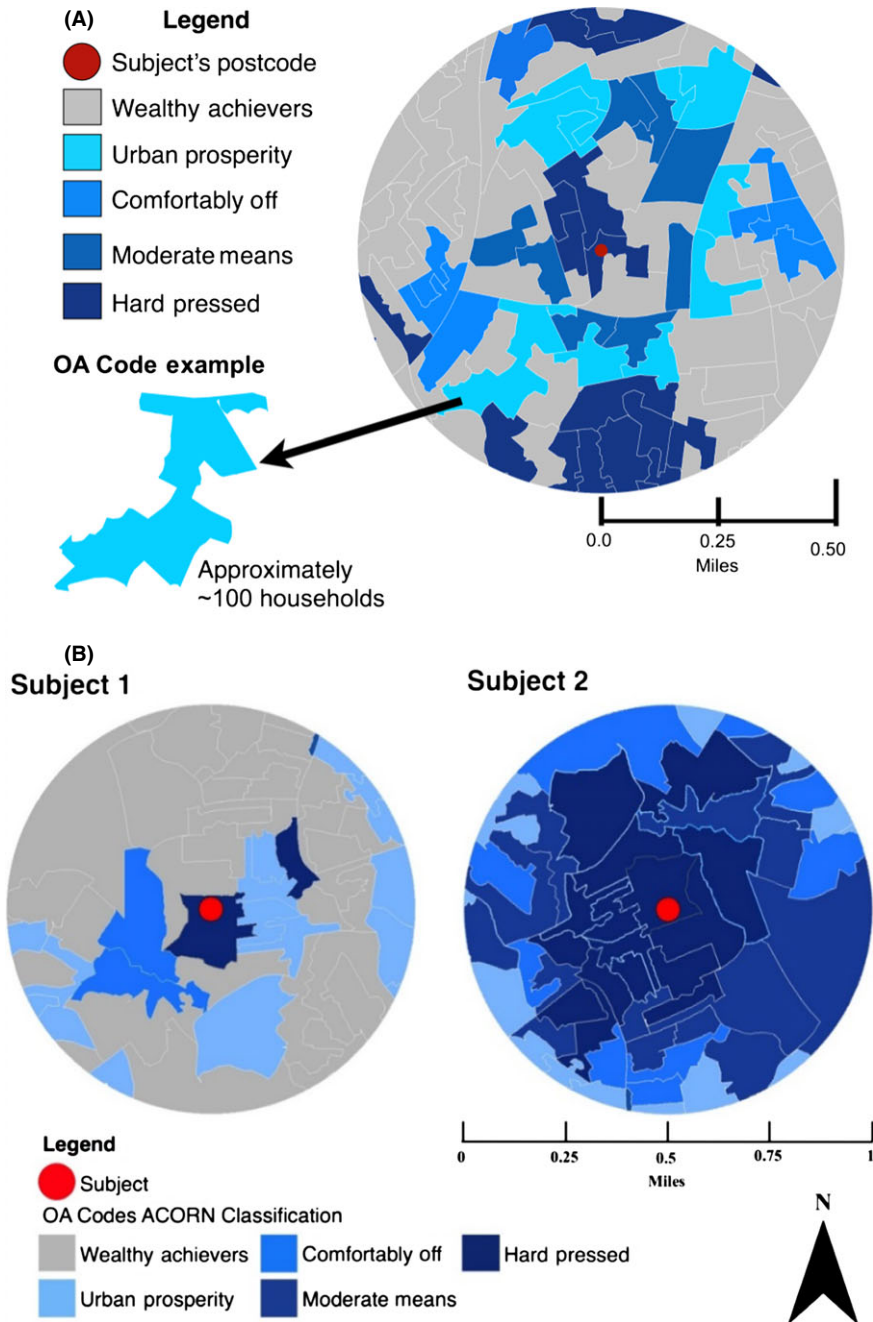 (A)
Legend
Subject's postcode
Wealthy achievers
Urban prosperity
Comfortably off
Moderate means
Hard pressed
OA Code example
Approximately
~100 households
0.0
0.25
0.50
Miles
(B)
Subject 1
Subject 2
0
0.25
0.5
0.75
1
Miles
Legend
Subject
OA Codes ACORN Classification
Wealthy achievers
Comfortably off
Hard pressed
Urban prosperity
Moderate means
N